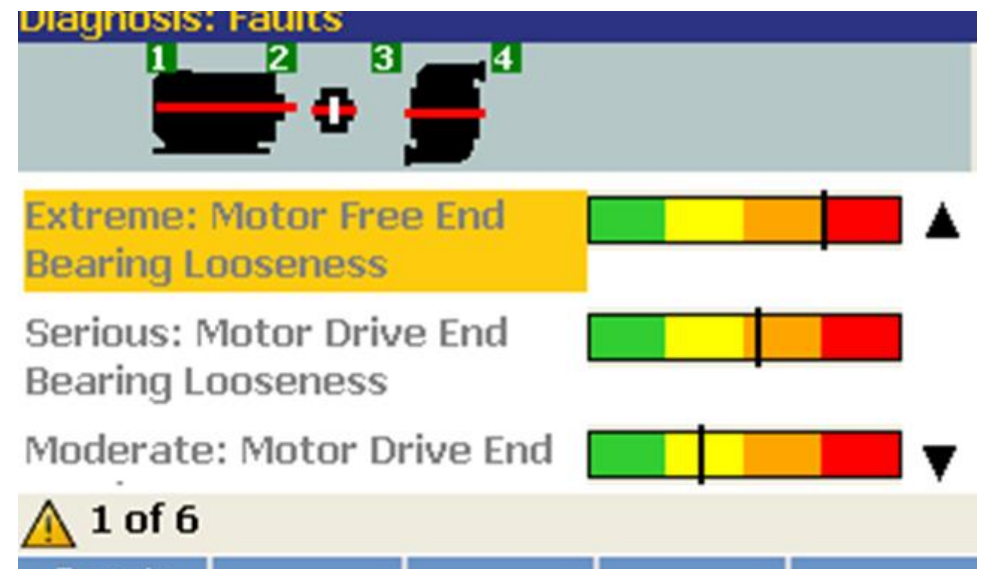 Diagnosis: Faults
1 2 3 4
Extreme: Motor Free End
Bearing Looseness
Serious: Motor Drive End
Bearing Looseness
Moderate: Motor Drive End
1 of 6